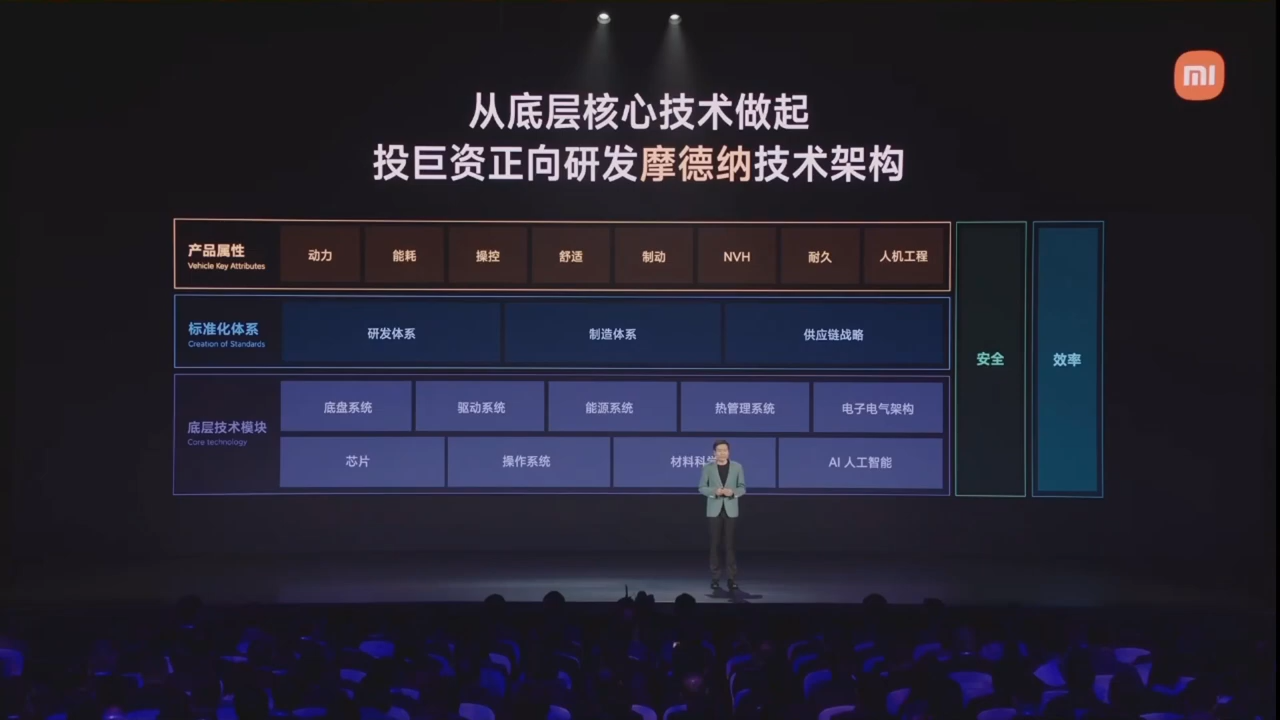 mi
从底层核心技术做起
投巨资正向研发摩德纳技术架构
产品属性
Vehicle Key Attributes
动力
能耗
操控
舒适
制动
NVH
耐久
人机工程
标准化体系
Creation of Standards
研发体系
制造体系
供应链战略
底层技术模块
Core technology
底盘系统
驱动系统
能源系统
热管理系统
电子电气架构
芯片
操作系统
材料科学
AI 人工智能
安全
效率